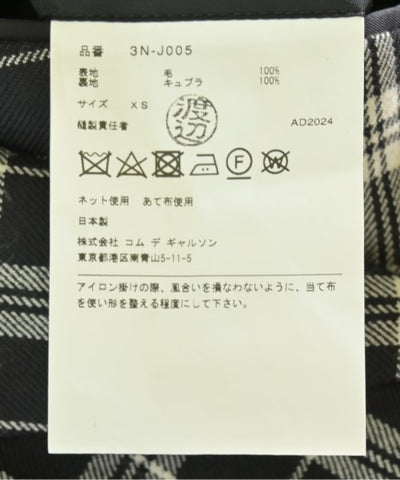 品番 3N-J005
表地 毛 100%
裏地 キュプラ 100%
サイズ XS
渡辺
縫製責任者
AD2024
F
W
ネット使用 あて布使用
日本製
株式会社 コム デ ギャルソン
東京都港区南青山5-11-5
アイロン掛けの際、風合いを損なわないように、当て布
を使い形を整える程度にして下さい。